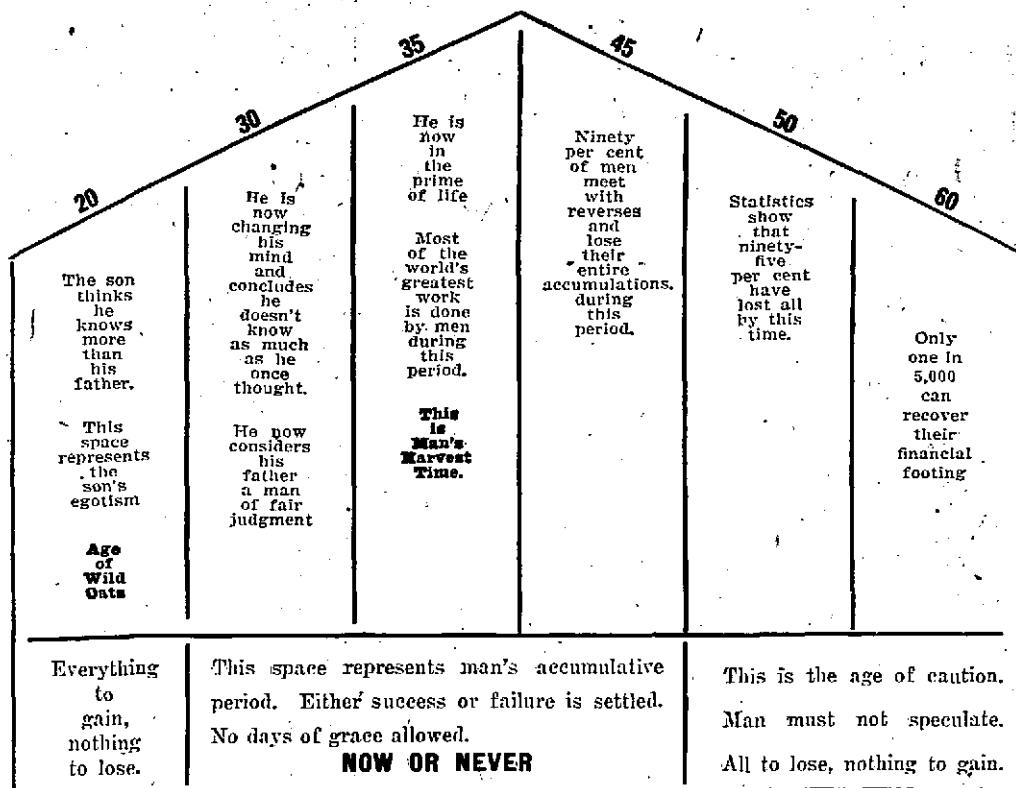 20
30
35
45
50
60
The son
thinks
he
knows
more
than
his
father.
This
space
represents
the
son's
egotism
Age
of
Wild
Oats
He is
now
changing
his
mind
and
concludes
he
doesn't
know
as much
as he
once
thought.
He now
considers
his
father
a man
of fair
judgment
He is
now
in
the
prime
of life
Most
of the
world's
greatest
work
is done
by men
during
this
period.
This
is
Man's
Harvest
Time.
Ninety
per cent
of men
meet
with
reverses
and
lose
their
entire
accumulations.
during
this
period.
Statistics
show
that
ninety-
five
per cent
have
lost all
by this
time.
Only
one in
5,000
can
recover
their
financial
footing
Everything
to
gain,
nothing
to lose.
This space represents man's accumulative
period. Either success or failure is settled.
No days of grace allowed.
NOW OR NEVER
This is the age of caution.
Man must not speculate.
All to lose, nothing to gain.